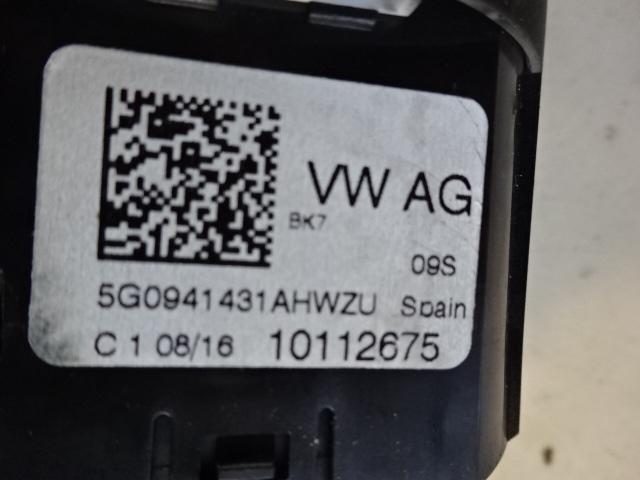 VW AG
BK7
09S
5G0941431AHWZU Spain
C 1 08/16 10112675